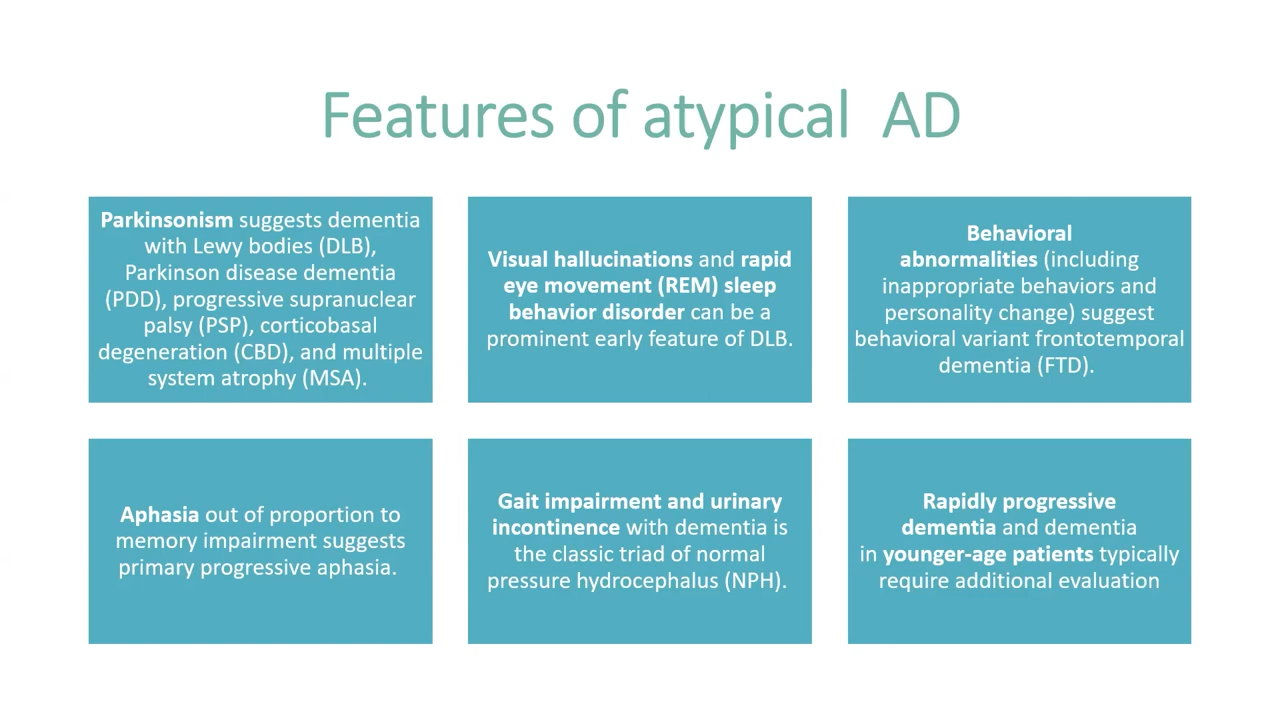 Features of atypical  AD
Parkinsonism suggests dementia
with Lewy bodies (DLB),
Parkinson disease dementia
(PDD), progressive supranuclear
palsy (PSP), corticobasal
degeneration (CBD), and multiple
system atrophy (MSA).
Visual hallucinations and rapid
eye movement (REM) sleep
behavior disorder can be a
prominent early feature of DLB.
Behavioral
abnormalities (including
inappropriate behaviors and
personality change) suggest
behavioral variant frontotemporal
dementia (FTD).
Aphasia out of proportion to
memory impairment suggests
primary progressive aphasia.
Gait impairment and urinary
incontinence with dementia is
the classic triad of normal
pressure hydrocephalus (NPH).
Rapidly progressive
dementia and dementia
in younger-age patients typically
require additional evaluation